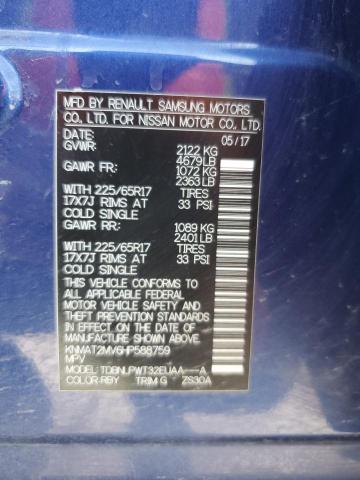 MFD BY RENAULT SAMSUNG MOTORS
CO., LTD. FOR NISSAN MOTOR CO., LTD.
DATE: 05/17
GVWR: 2122 KG
4679LB
GAWR FR: 1072 KG
2363 LB
WITH 225/65R17 TIRES
17X7J RIMS AT 33 PSI
COLD SINGLE
GAWR RR: 1089 KG
2401 LB
WITH 225/65R17 TIRES
17X7J RIMS AT 33 PSI
COLD SINGLE
THIS VEHICLE CONFORMS TO ALL
APPLICABLE FEDERAL
MOTOR VEHICLE SAFETY AND
THEFT PREVENTION STANDARDS
IN EFFECT ON THE DATE OF
MANUFACTURE SHOWN ABOVE.
KNMAT2MV6HP588759
MPV
MODEL:TDBNLPWT32EUAA---A
COLOR:RBY TRIM:G ZS30A